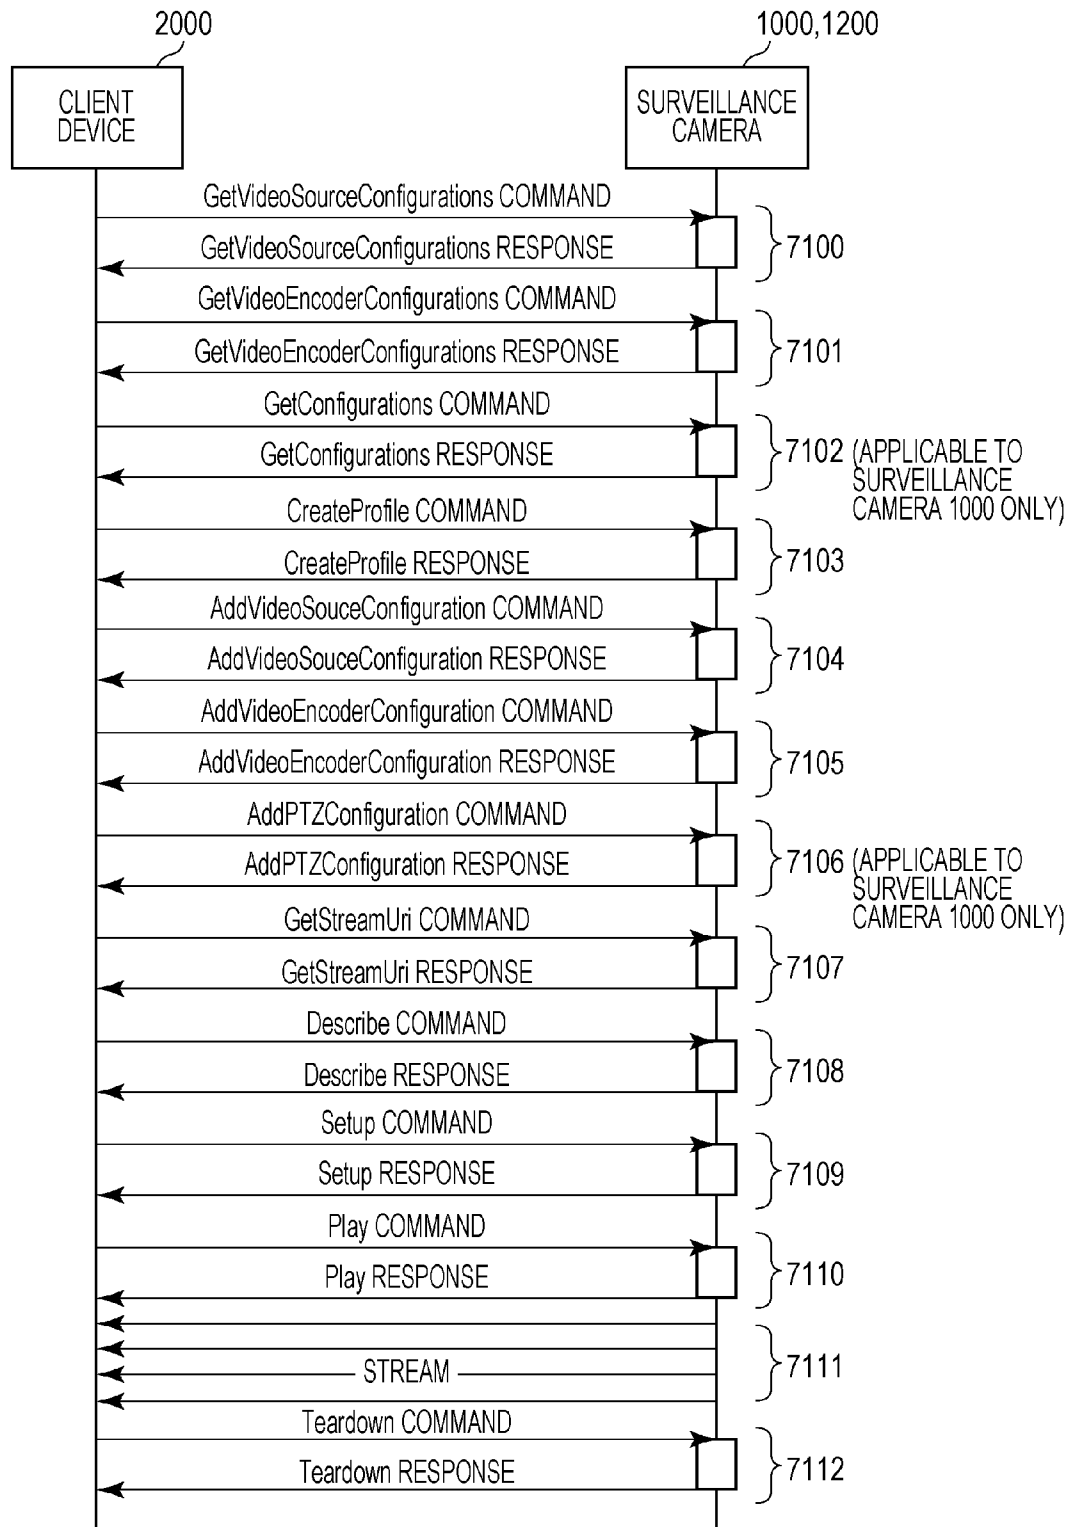 2000
1000,1200
CLIENT
DEVICE
SURVEILLANCE
CAMERA
GetVideoSourceConfigurations COMMAND
GetVideoSourceConfigurations RESPONSE
7100
GetVideoEncoderConfigurations COMMAND
GetVideoEncoderConfigurations RESPONSE
7101
GetConfigurations COMMAND
GetConfigurations RESPONSE
7102 (APPLICABLE TO
SURVEILLANCE
CAMERA 1000 ONLY)
CreateProfile COMMAND
CreateProfile RESPONSE
7103
AddVideoSouceConfiguration COMMAND
AddVideoSouceConfiguration RESPONSE
7104
AddVideoEncoderConfiguration COMMAND
AddVideoEncoderConfiguration RESPONSE
7105
AddPTZConfiguration COMMAND
AddPTZConfiguration RESPONSE
7106 (APPLICABLE TO
SURVEILLANCE
CAMERA 1000 ONLY)
GetStreamUri COMMAND
GetStreamUri RESPONSE
7107
Describe COMMAND
Describe RESPONSE
7108
Setup COMMAND
Setup RESPONSE
7109
Play COMMAND
Play RESPONSE
7110
STREAM
7111
Teardown COMMAND
Teardown RESPONSE
7112